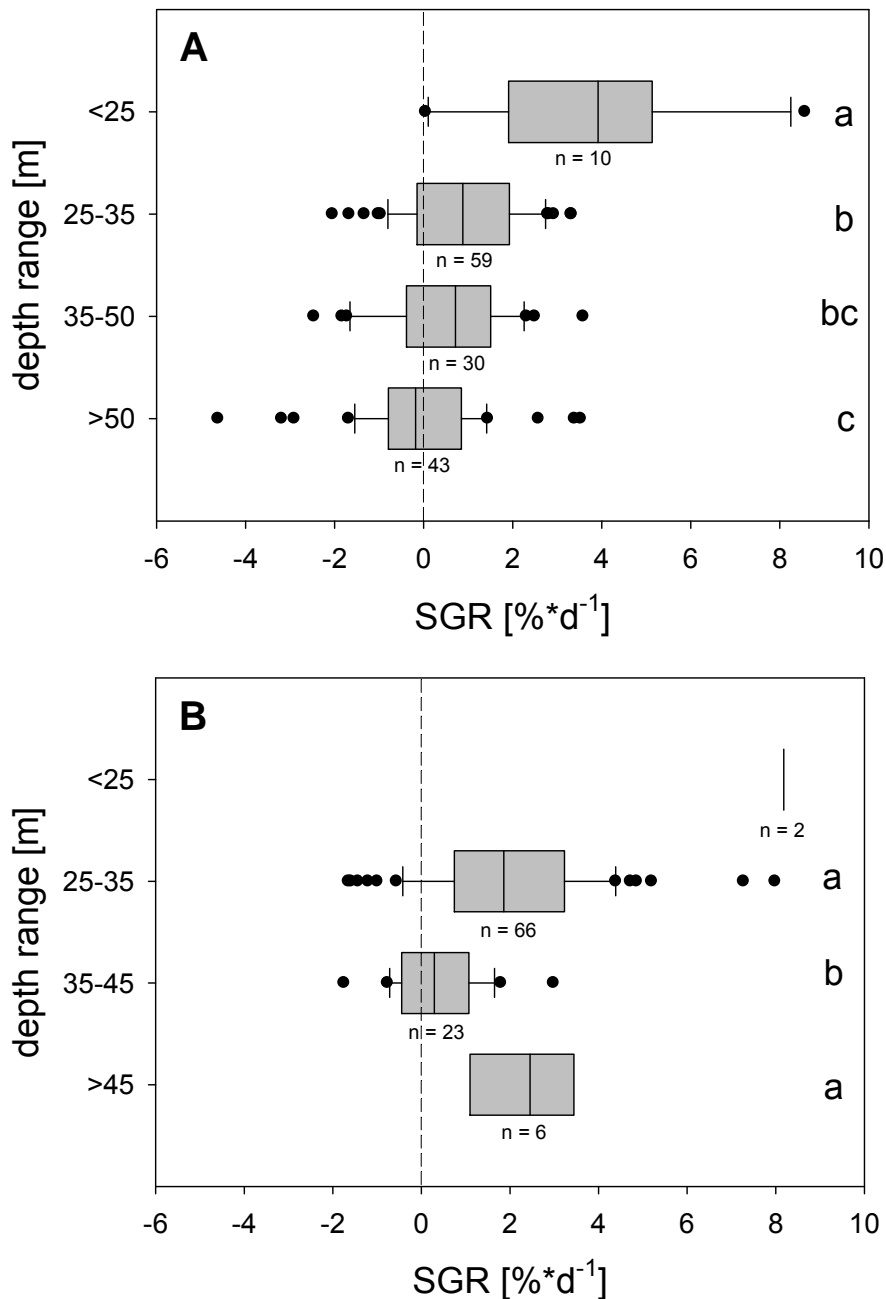 A
depth range [m]
<25
a
n = 10
25-35
b
n = 59
35-50
bc
n = 30
>50
c
n = 43
-6 -4 -2 0 2 4 6 8 10
SGR [%*d⁻¹]
B
depth range [m]
<25
n = 2
25-35
a
n = 66
35-45
b
n = 23
>45
a
n = 6
-6 -4 -2 0 2 4 6 8 10
SGR [%*d⁻¹]